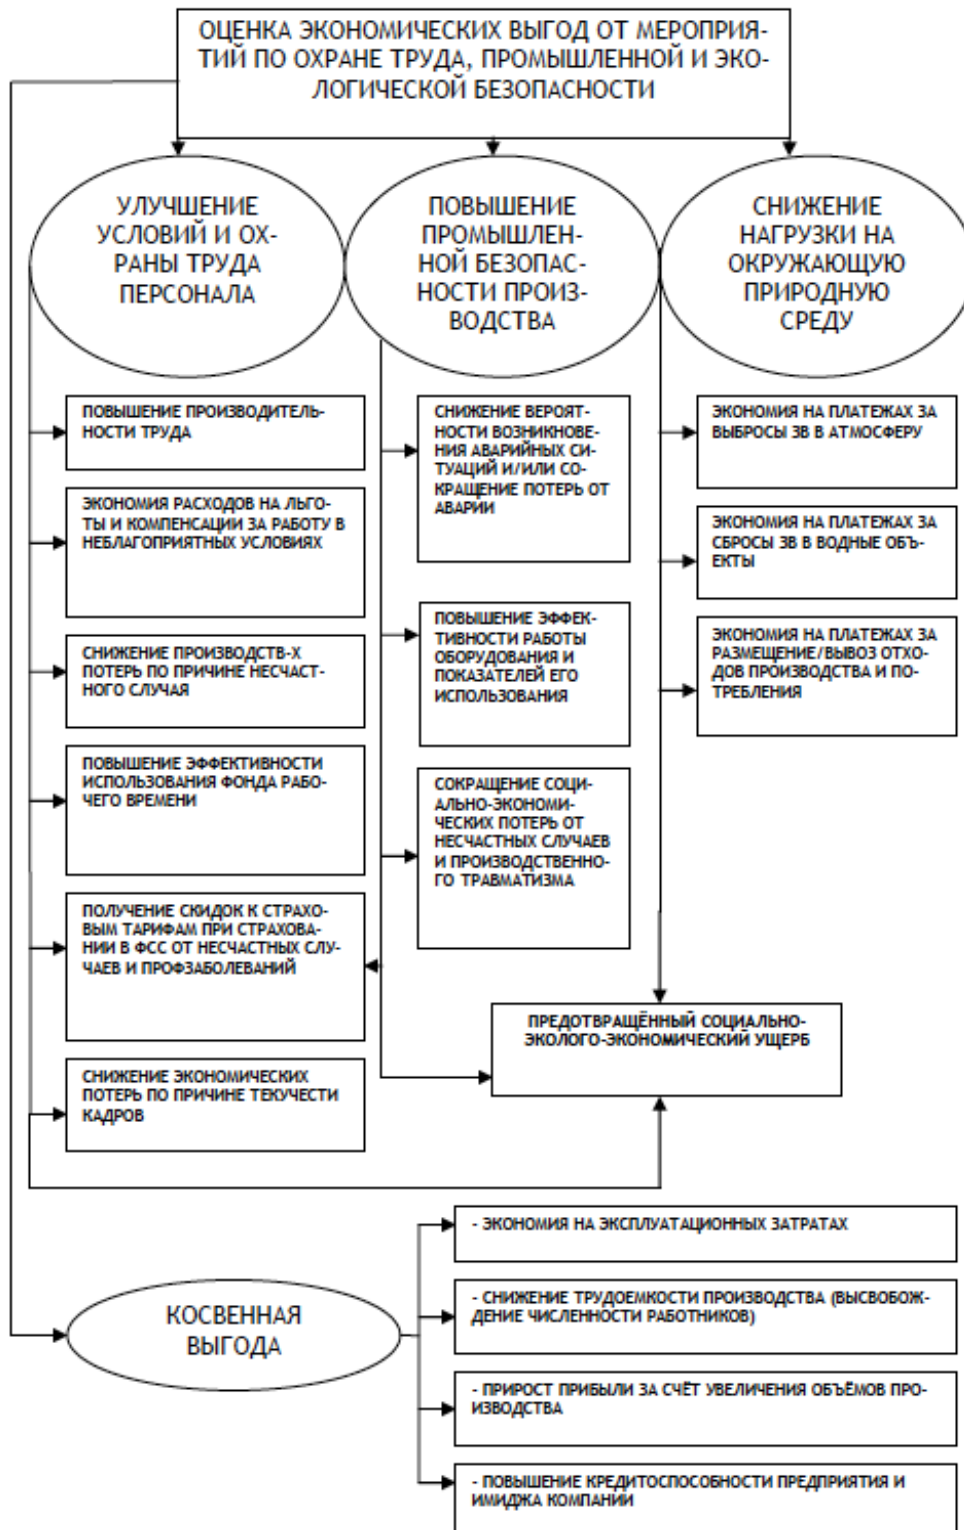 ОЦЕНКА ЭКОНОМИЧЕСКИХ ВЫГОД ОТ МЕРОПРИЯ-
ТИЙ ПО ОХРАНЕ ТРУДА, ПРОМЫШЛЕННОЙ И ЭКО-
ЛОГИЧЕСКОЙ БЕЗОПАСНОСТИ
УЛУЧШЕНИЕ
УСЛОВИЙ И ОХ-
РАНЫ ТРУДА
ПЕРСОНАЛА
ПОВЫШЕНИЕ
ПРОМЫШЛЕН-
НОЙ БЕЗОПАС-
НОСТИ ПРОИЗ-
ВОДСТВА
СНИЖЕНИЕ
НАГРУЗКИ НА
ОКРУЖАЮЩУЮ
ПРИРОДНУЮ
СРЕДУ
ПОВЫШЕНИЕ ПРОИЗВОДИТЕЛЬ-
НОСТИ ТРУДА
ЭКОНОМИЯ РАСХОДОВ НА ЛЬГО-
ТЫ И КОМПЕНСАЦИИ ЗА РАБОТУ В
НЕБЛАГОПРИЯТНЫХ УСЛОВИЯХ
СНИЖЕНИЕ ПРОИЗВОДСТВ-Х
ПОТЕРЬ ПО ПРИЧИНЕ НЕСЧАСТ-
НОГО СЛУЧАЯ
ПОВЫШЕНИЕ ЭФФЕКТИВНОСТИ
ИСПОЛЬЗОВАНИЯ ФОНДА РАБО-
ЧЕГО ВРЕМЕНИ
ПОЛУЧЕНИЕ СКИДОК К СТРАХО-
ВЫМ ТАРИФАМ ПРИ СТРАХОВА-
НИИ В ФСС ОТ НЕСЧАСТНЫХ СЛУ-
ЧАЕВ И ПРОФЗАБОЛЕВАНИЙ
СНИЖЕНИЕ ЭКОНОМИЧЕСКИХ
ПОТЕРЬ ПО ПРИЧИНЕ ТЕКУЧЕСТИ
КАДРОВ
СНИЖЕНИЕ ВЕРОЯТ-
НОСТИ ВОЗНИКНОВЕ-
НИЯ АВАРИЙНЫХ СИ-
ТУАЦИЙ И/ИЛИ СО-
КРАЩЕНИЕ ПОТЕРЬ ОТ
АВАРИИ
ПОВЫШЕНИЕ ЭФФЕК-
ТИВНОСТИ РАБОТЫ
ОБОРУДОВАНИЯ И
ПОКАЗАТЕЛЕЙ ЕГО
ИСПОЛЬЗОВАНИЯ
СОКРАЩЕНИЕ СОЦИ-
АЛЬНО-ЭКОНОМИ-
ЧЕСКИХ ПОТЕРЬ ОТ
НЕСЧАСТНЫХ СЛУЧАЕВ
И ПРОИЗВОДСТВЕННО-
ГО ТРАВМАТИЗМА
ЭКОНОМИЯ НА ПЛАТЕЖАХ ЗА
ВЫБРОСЫ ЗВ В АТМОСФЕРУ
ЭКОНОМИЯ НА ПЛАТЕЖАХ ЗА
СБРОСЫ ЗВ В ВОДНЫЕ ОБЪ-
ЕКТЫ
ЭКОНОМИЯ НА ПЛАТЕЖАХ ЗА
РАЗМЕЩЕНИЕ/ВЫВОЗ ОТХО-
ДОВ ПРОИЗВОДСТВА И ПО-
ТРЕБЛЕНИЯ
ПРЕДОТВРАЩЁННЫЙ СОЦИАЛЬНО-
ЭКОЛОГО-ЭКОНОМИЧЕСКИЙ УЩЕРБ
КОСВЕННАЯ
ВЫГОДА
- ЭКОНОМИЯ НА ЭКСПЛУАТАЦИОННЫХ ЗАТРАТАХ
- СНИЖЕНИЕ ТРУДОЕМКОСТИ ПРОИЗВОДСТВА (ВЫСВОБОЖ-
ДЕНИЕ ЧИСЛЕННОСТИ РАБОТНИКОВ)
- ПРИРОСТ ПРИБЫЛИ ЗА СЧЁТ УВЕЛИЧЕНИЯ ОБЪЁМОВ ПРО-
ИЗВОДСТВА
- ПОВЫШЕНИЕ КРЕДИТОСПОСОБНОСТИ ПРЕДПРИЯТИЯ И
ИМИДЖА КОМПАНИИ